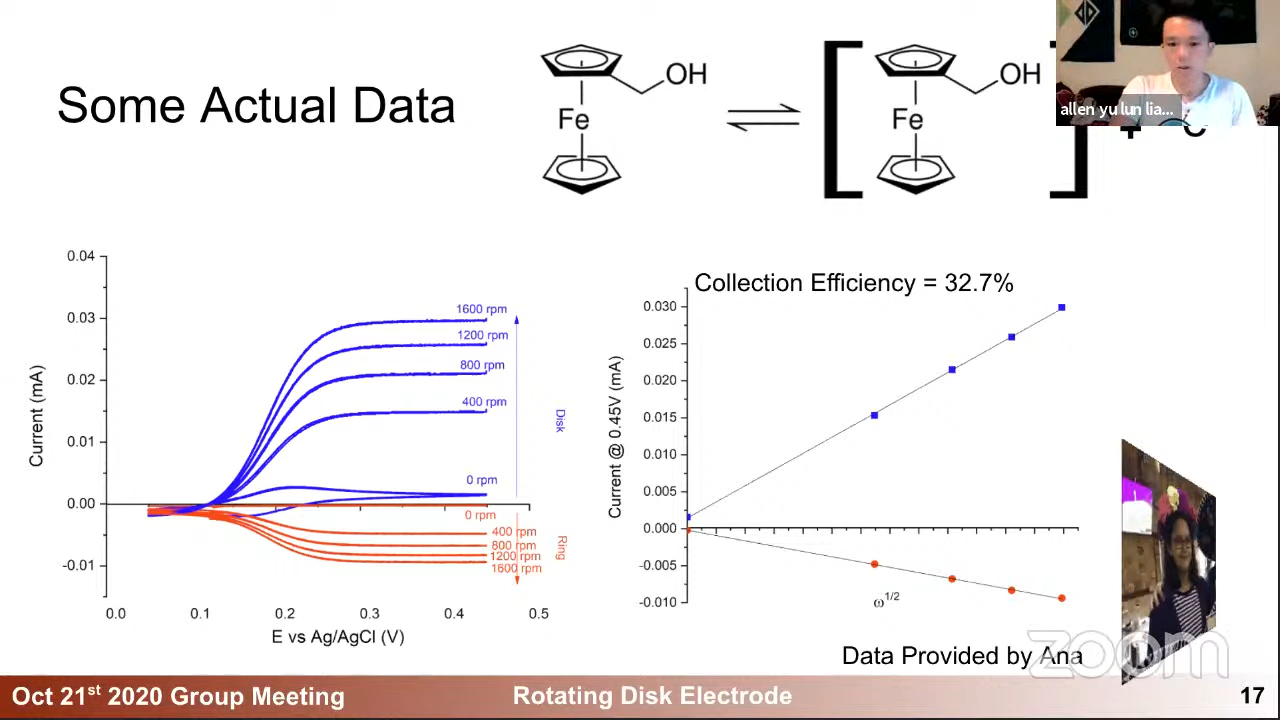 Some Actual Data
OH
Fe
OH
Fe
allen yu lun lia...
+
0.04
0.03
0.02
0.01
0.00
-0.01
Current (mA)
1600 rpm
1200 rpm
800 rpm
400 rpm
0 rpm
Disk
0 rpm
400 rpm
800 rpm
1200 rpm
1600 rpm
Ring
0.0 0.1 0.2 0.3 0.4 0.5
E vs Ag/AgCl (V)
Collection Efficiency = 32.7%
0.030
0.025
0.020
0.015
0.010
0.005
0.000
-0.005
-0.010
Current @ 0.45V (mA)
ω1/2
Data Provided by Ana
zoom
Oct 21st 2020 Group Meeting
Rotating Disk Electrode
17